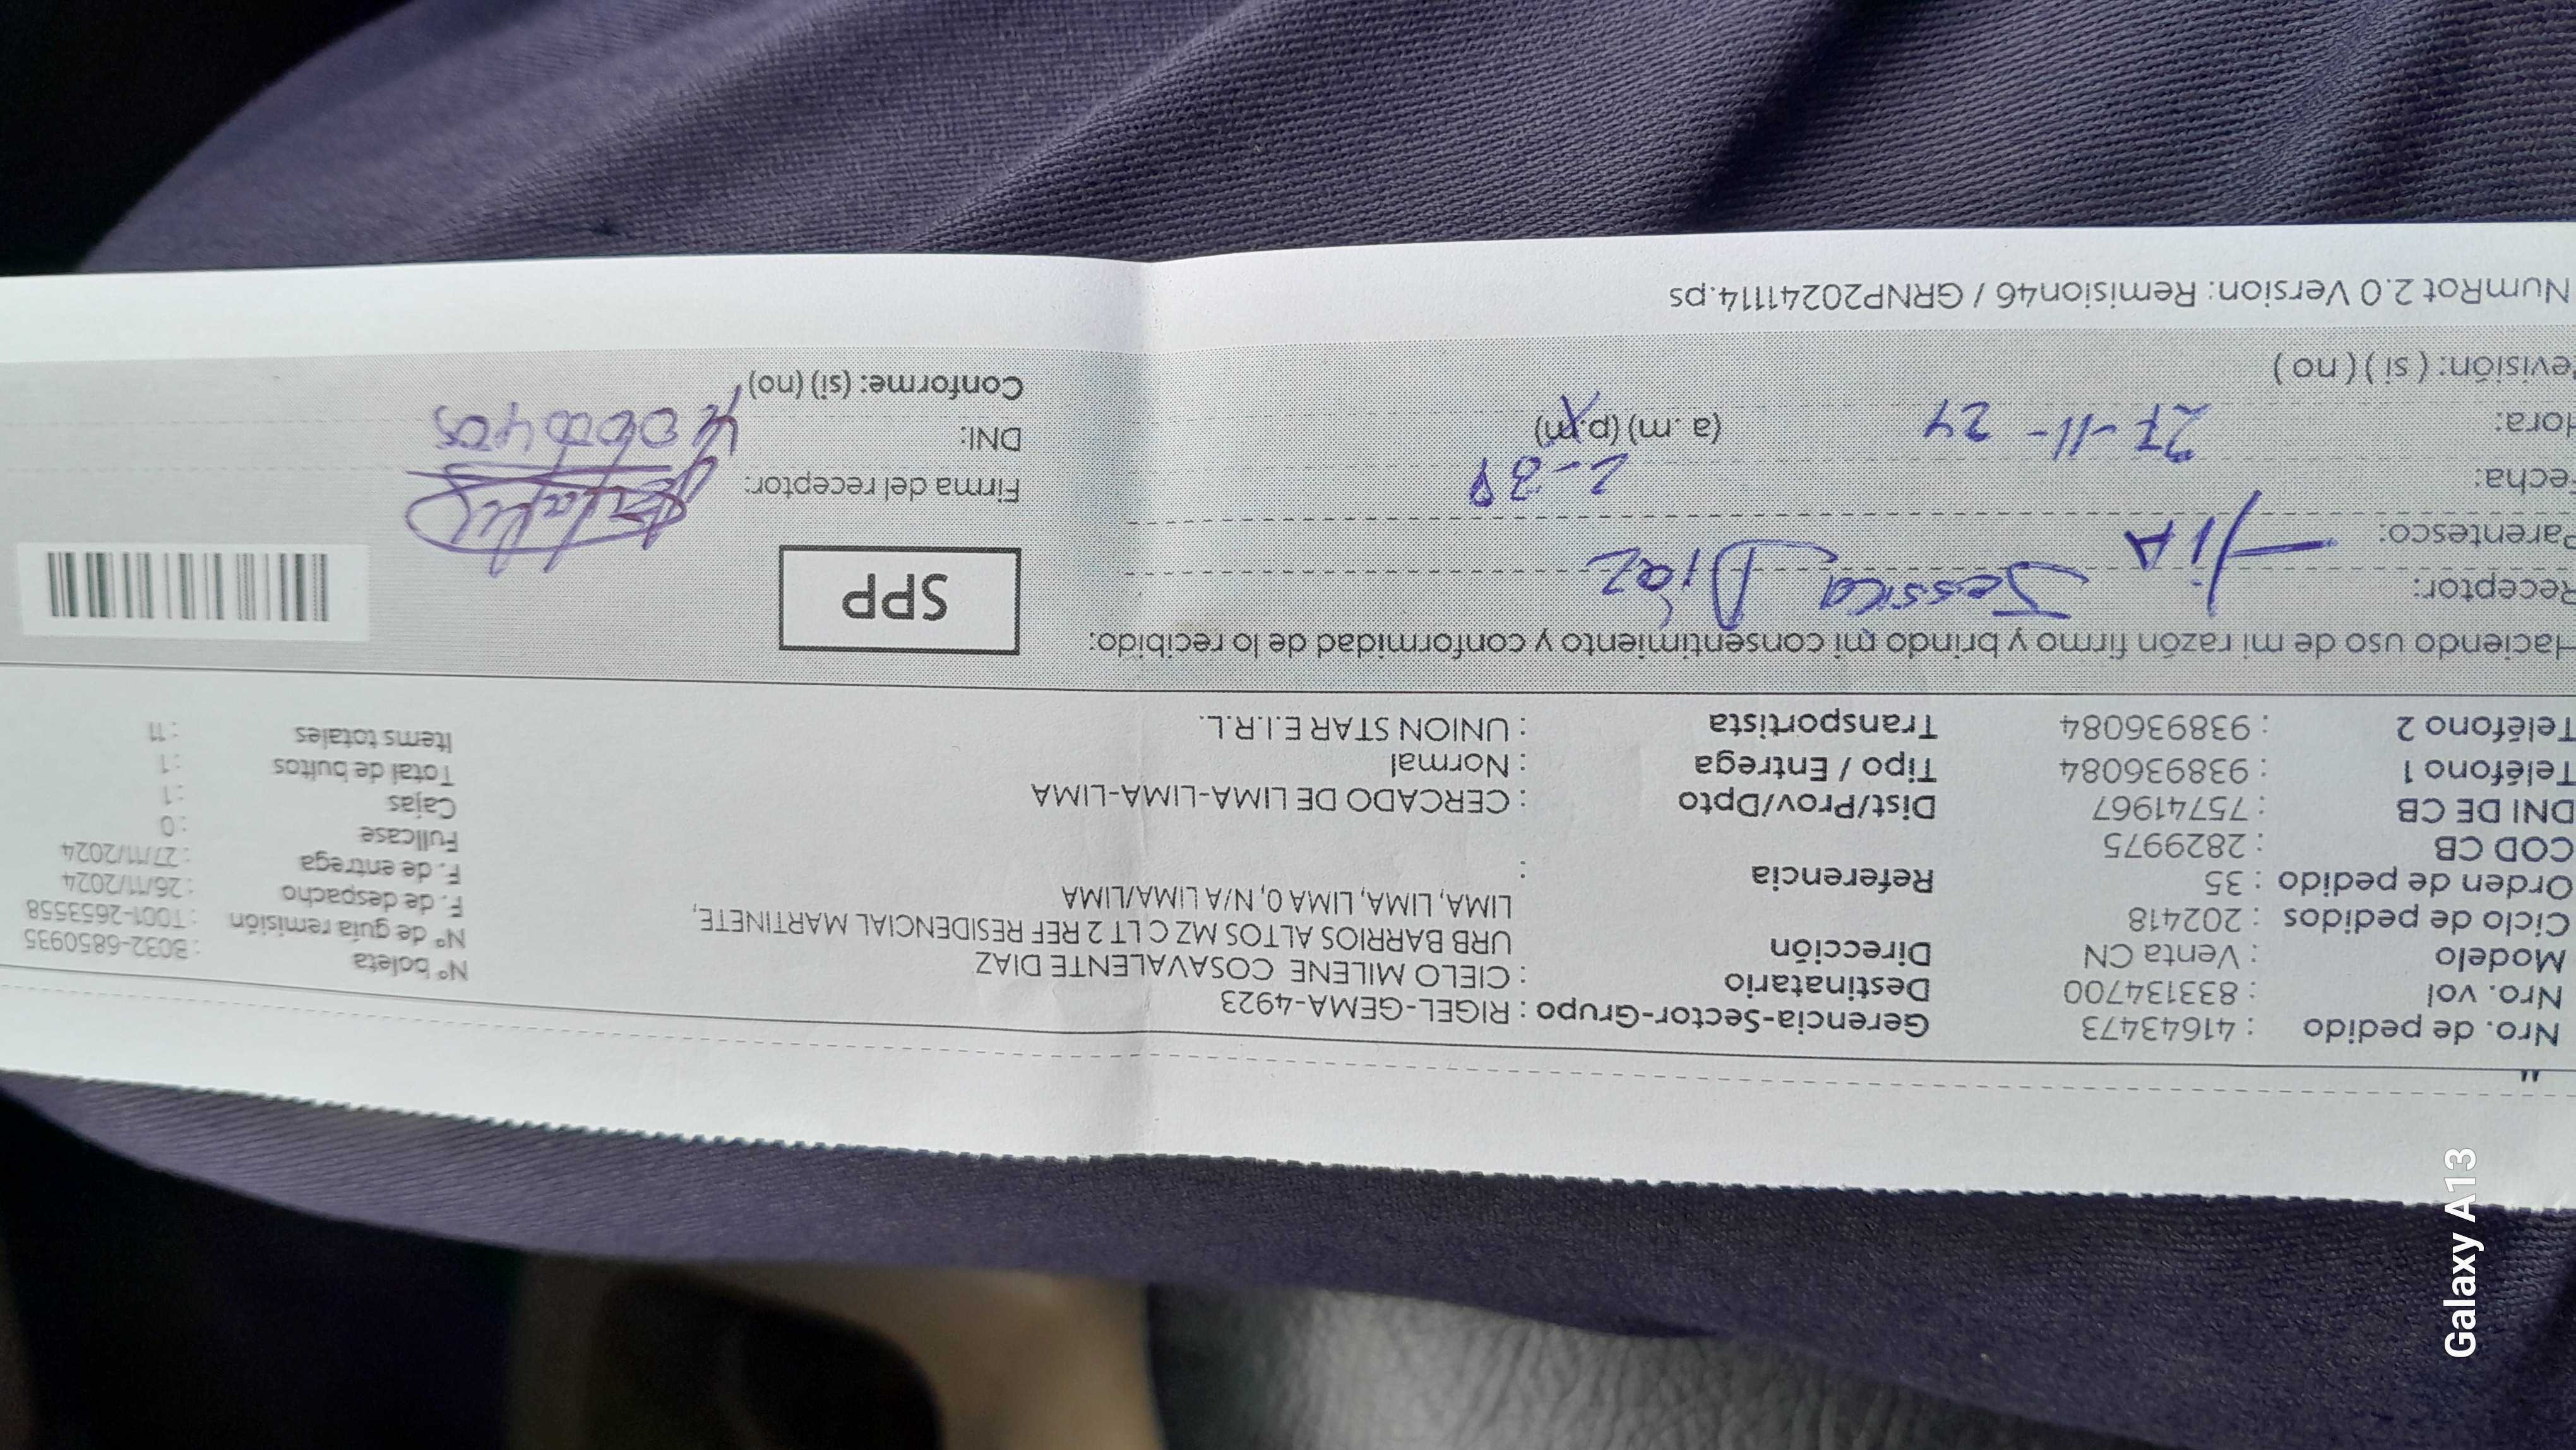 "
Nro. de pedido : 41643473 Gerencia-Sector-Grupo : RIGEL-GEMA-4923 Nº boleta : B032-6850935
Nro. vol : 833134700 Destinatario : CIELO MILENE COSAVALENTE DIAZ Nº de guía remisión : T001-2653558
Modelo : Venta CN Dirección URB BARRIOS ALTOS MZ C LT 2 REF RESIDENCIAL MARTINETE, F. de despacho : 26/11/2024
Ciclo de pedidos : 202418 LIMA, LIMA, LIMA 0, N/A LIMA/LIMA F. de entrega : 27/11/2024
Orden de pedido : 35 Referencia : Fullcase : 0
COD CB : 2829975 Cajas : 1
DNI DE CB : 75741967 Dist/Prov/Dpto : CERCADO DE LIMA-LIMA-LIMA Total de bultos : 1
Teléfono 1 : 938936084 Tipo / Entrega : Normal Items totales : 11
Teléfono 2 : 938936084 Transportista : UNION STAR E.I.R.L.
Haciendo uso de mi razón firmo y brindo mi consentimiento y conformidad de lo recibido:
Receptor: Jessica Díaz SPP
Parentesco: TiA
Fecha: 2-38 Firma del receptor:
Hora: 27-11-24 (a .m) (p.m) DNI:
Revisión: ( si ) ( no ) Conforme: (si) (no)
NumRot 2.0 Version: Remision46 / GRNP20241114.ps
Galaxy A13